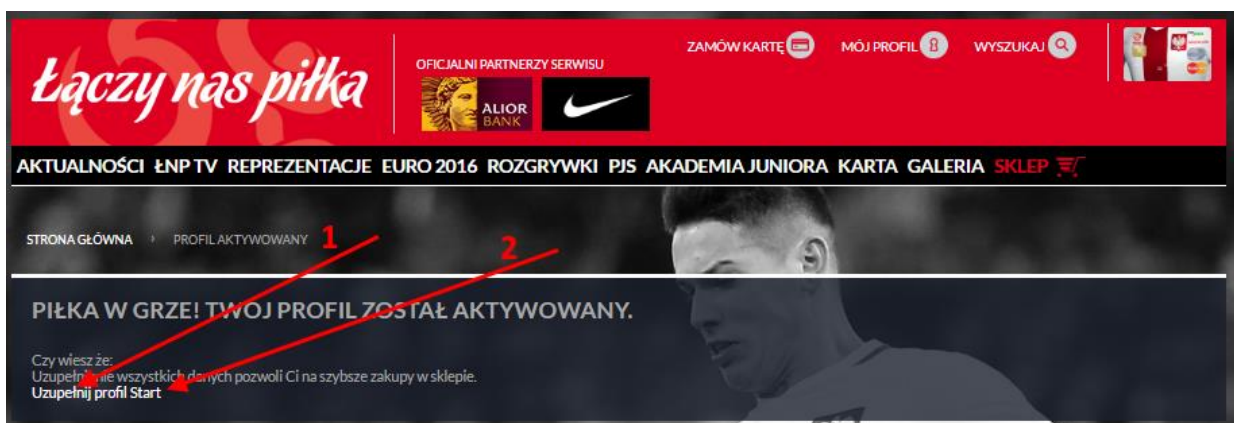 Łączy nas piłka
OFICJALNI PARTNERZY SERWISU
ALIOR
BANK
ZAMÓW KARTĘ
MÓJ PROFIL
WYSZUKAJ
AKTUALNOŚCI ŁNP TV REPREZENTACJE EURO 2016 ROZGRYWKI PJS AKADEMIA JUNIORA KARTA GALERIA SKLEP
STRONA GŁÓWNA › PROFIL AKTYWOWANY 1 2
PIŁKA W GRZE! TWÓJ PROFIL ZOSTAŁ AKTYWOWANY.
Czy wiesz że:
Uzupełnienie wszystkich danych pozwoli Ci na szybsze zakupy w sklepie.
Uzupełnij profil Start